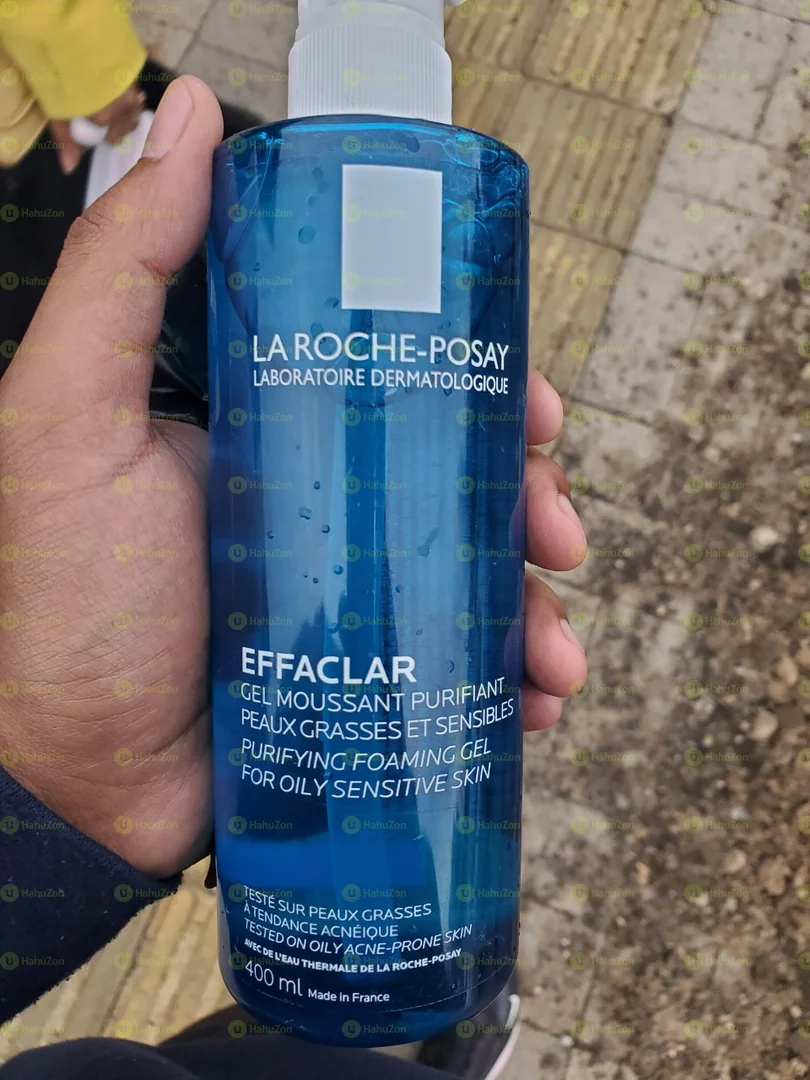 LA ROCHE-POSAY
LABORATOIRE DERMATOLOGIQUE
EFFACLAR
GEL MOUSSANT PURIFIANT
PEAUX GRASSES ET SENSIBLES
PURIFYING FOAMING GEL
FOR OILY SENSITIVE SKIN
TESTÉ SUR PEAUX GRASSES
À TENDANCE ACNÉIQUE
TESTED ON OILY ACNE-PRONE SKIN
AVEC DE L'EAU THERMALE DE LA ROCHE-POSAY
400 ml Made in France
HahuZon